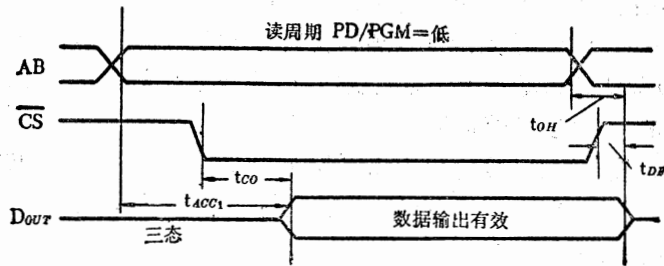 读周期 PD/PGM=低
AB
CS
tOH
tDF
tCO
tACC1
DOUT
三态
数据输出有效